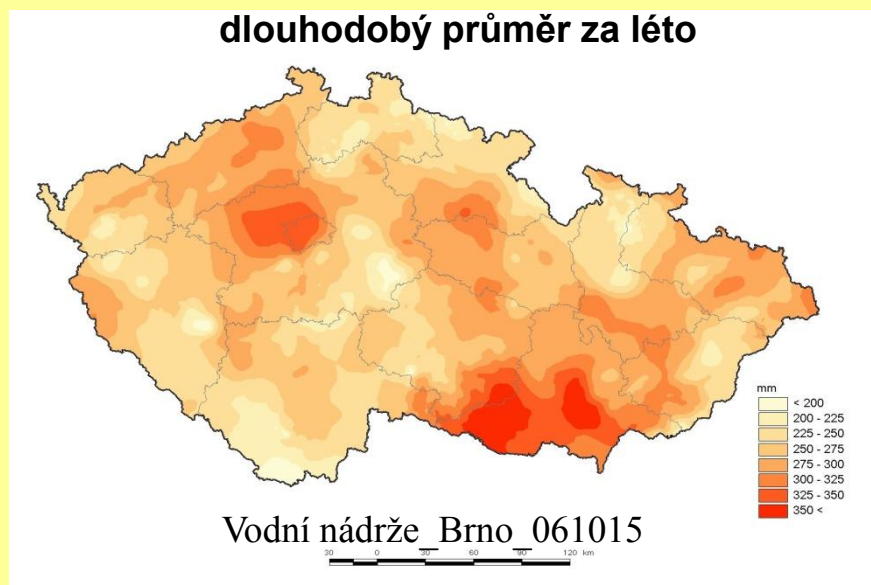 dlouhodobý průměr za léto
mm
< 200
200 - 225
225 - 250
250 - 275
275 - 300
300 - 325
325 - 350
350 <
Vodní nádrže_Brno_061015
30 0 30 60 90 120 km